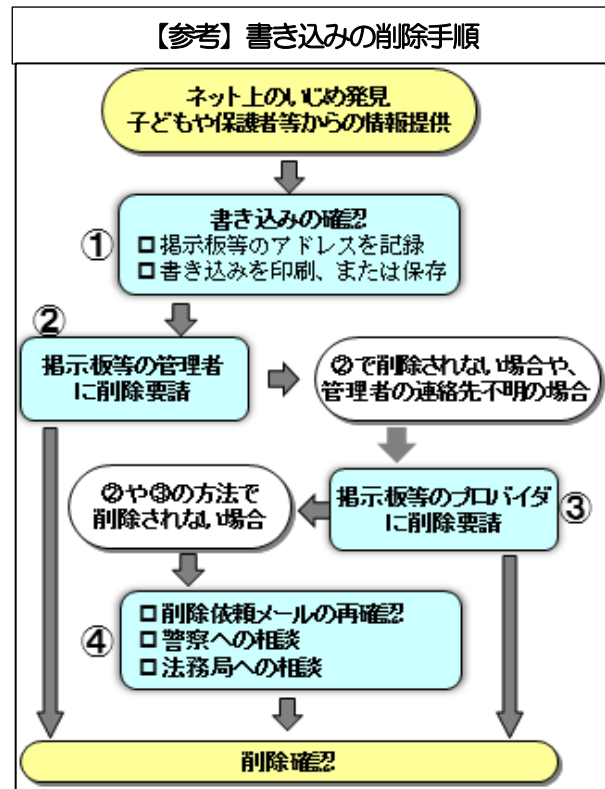 【参考】書き込みの削除手順
ネット上のいじめ発見
子どもや保護者等からの情報提供
①
書き込みの確認
□掲示板等のアドレスを記録
□書き込みを印刷、または保存
②
掲示板等の管理者
に削除要請
②で削除されない場合や、
管理者の連絡先不明の場合
掲示板等のプロバイダ
に削除要請
③
②や③の方法で
削除されない場合
④
□削除依頼メールの再確認
□警察への相談
□法務局への相談
削除確認